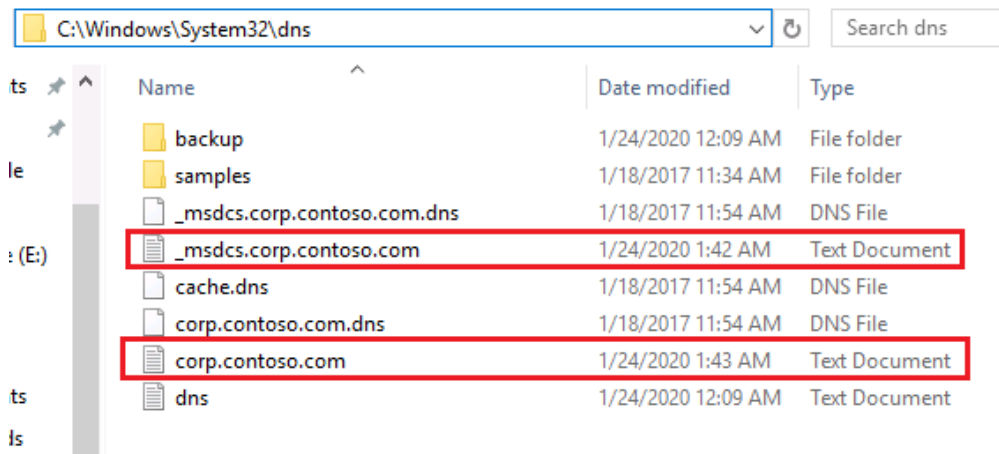 C:\Windows\System32\dns Search dns
Name Date modified Type
backup 1/24/2020 12:09 AM File folder
samples 1/18/2017 11:34 AM File folder
_msdcs.corp.contoso.com.dns 1/18/2017 11:54 AM DNS File
_msdcs.corp.contoso.com 1/24/2020 1:42 AM Text Document
(E:)
cache.dns 1/18/2017 11:54 AM DNS File
corp.contoso.com.dns 1/18/2017 11:54 AM DNS File
corp.contoso.com 1/24/2020 1:43 AM Text Document
dns 1/24/2020 12:09 AM Text Document